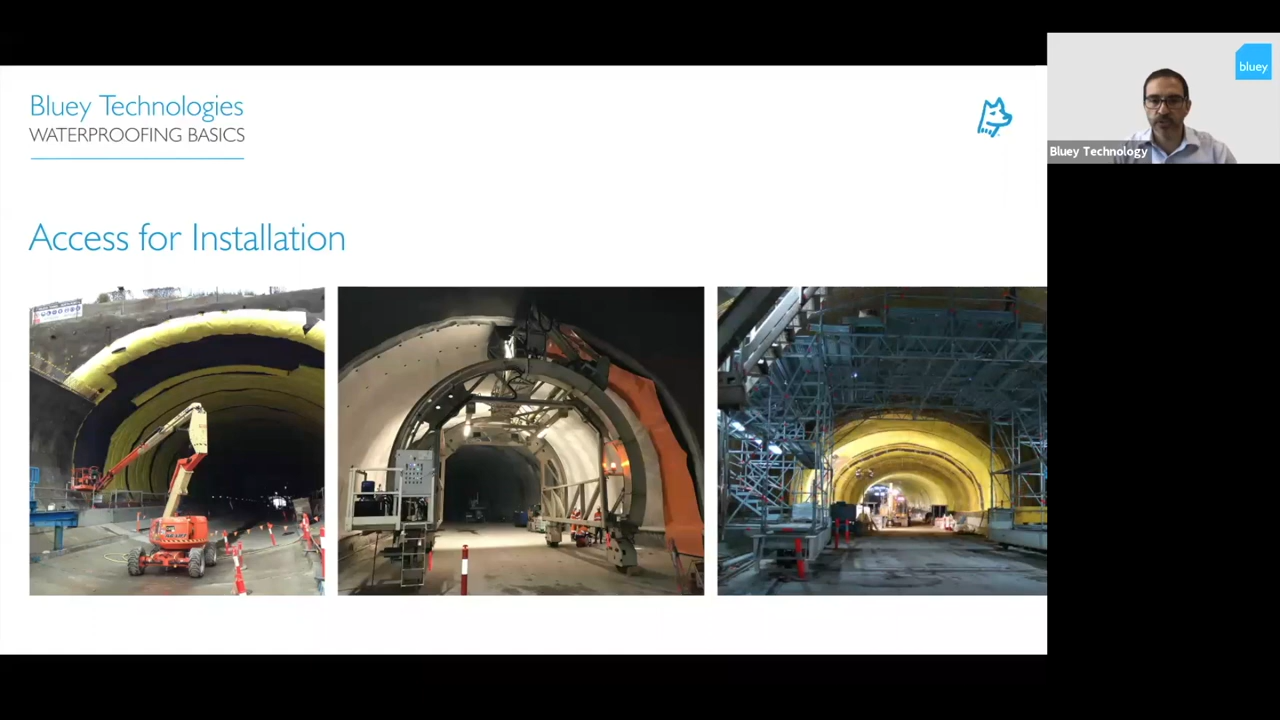 Bluey Technologies
WATERPROOFING BASICS
Access for Installation
bluey
Bluey Technology